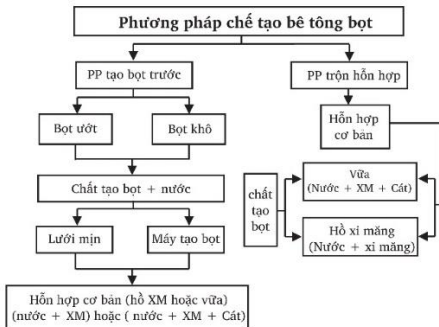 Phương pháp chế tạo bê tông bọt
PP tạo bọt trước
PP trộn hỗn hợp
Bọt ướt
Bọt khô
Hỗn hợp
cơ bản
Chất tạo bọt + nước
chất
tạo
bọt
Vữa
(Nước + XM + Cát)
Lưới mịn
Máy tạo bọt
Hồ xi măng
(Nước + xi măng)
Hỗn hợp cơ bản (hồ XM hoặc vữa)
(nước + XM) hoặc ( nước + XM + Cát)